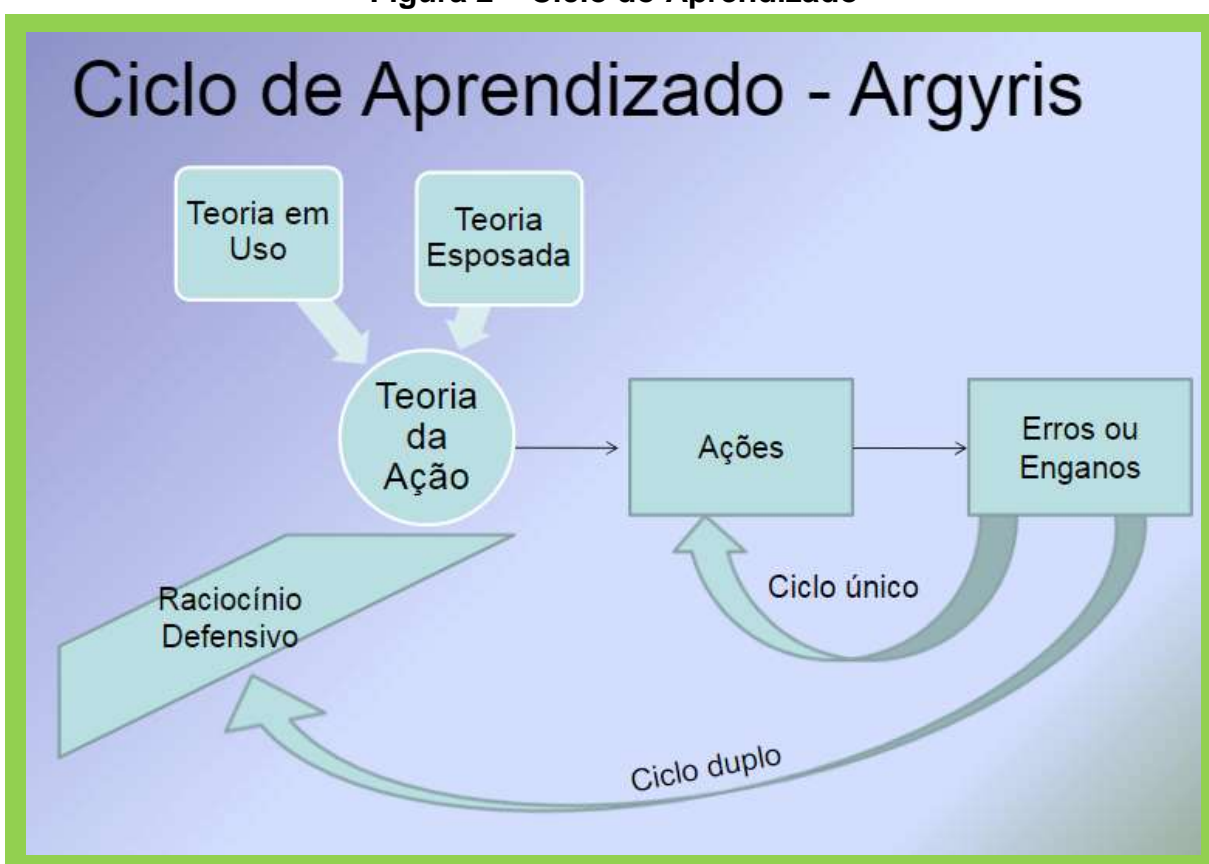 Ciclo de Aprendizado - Argyris
Teoria em
Uso
Teoria
Esposada
Teoria
da
Ação
Ações
Erros ou
Enganos
Ciclo único
Raciocínio
Defensivo
Ciclo duplo